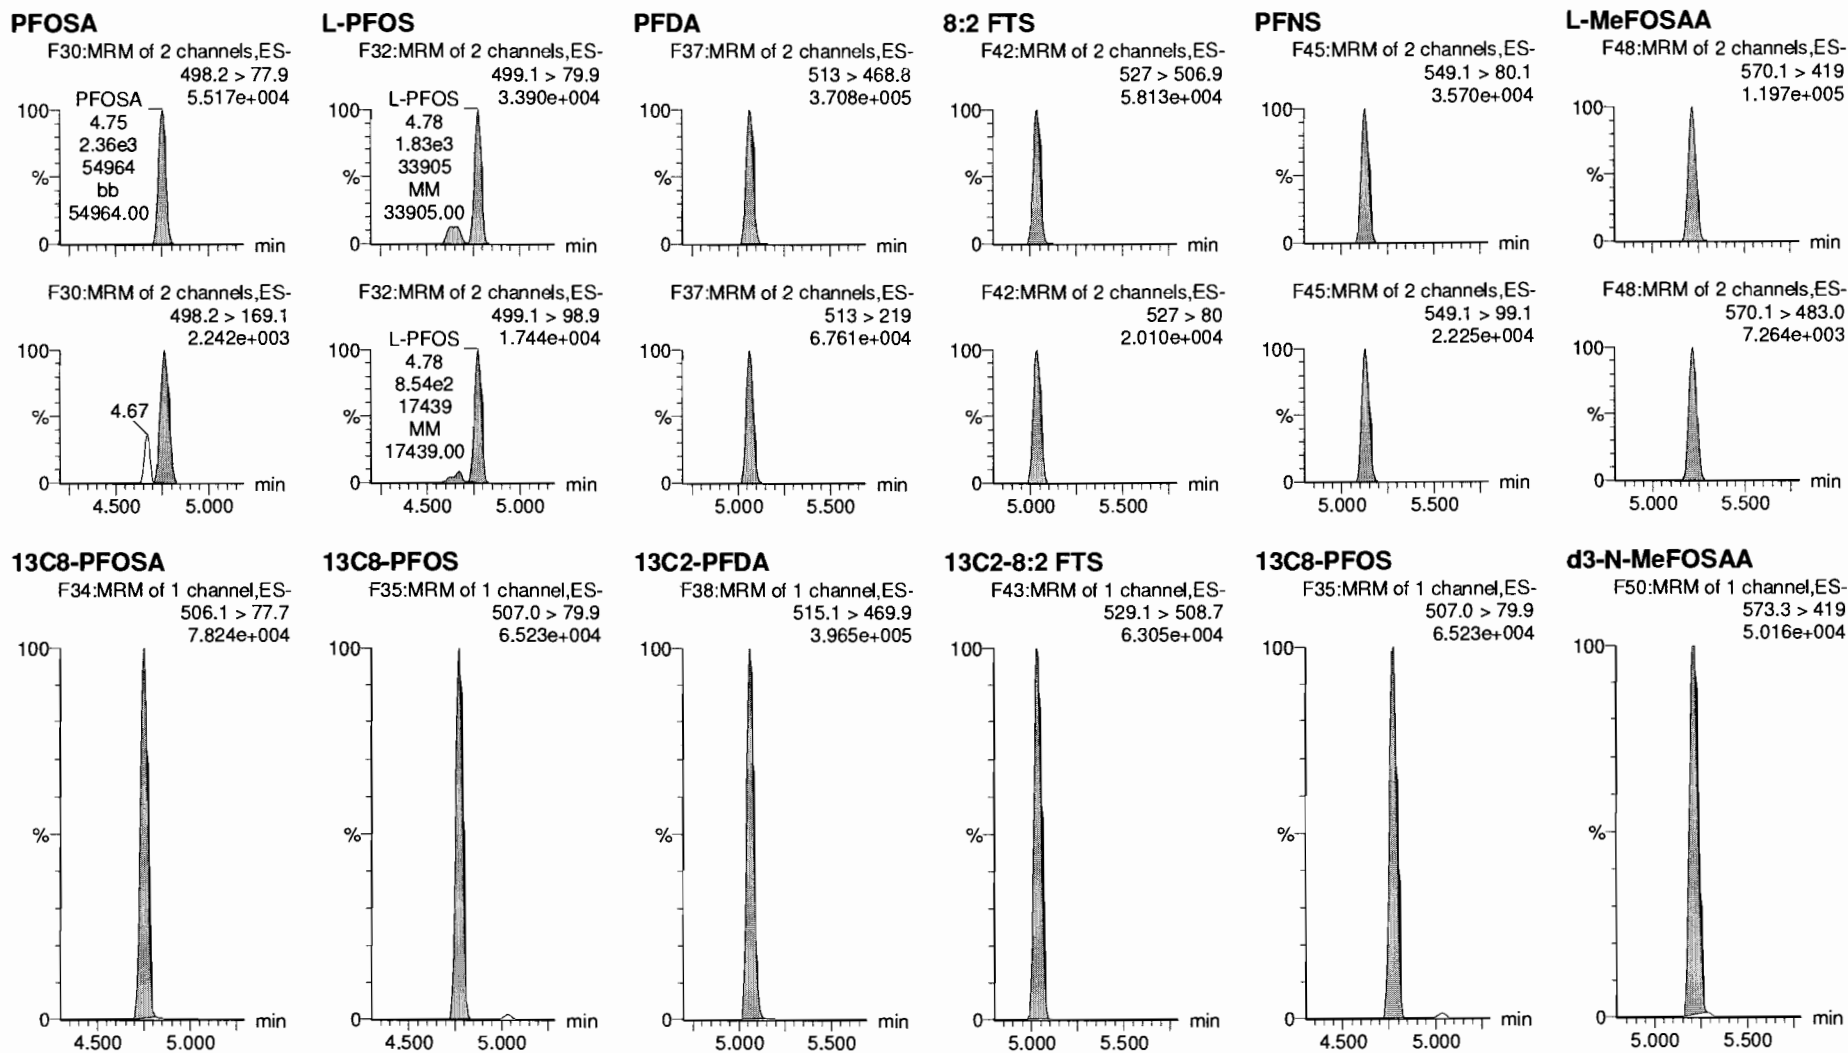 PFOSA
F30:MRM of 2 channels,ES-
498.2 > 77.9
5.517e+004
PFOSA
4.75
2.36e3
54964
bb
54964.00
100
%
0
min
F30:MRM of 2 channels,ES-
498.2 > 169.1
2.242e+003
100
4.67
%
0
min
4.500 5.000
L-PFOS
F32:MRM of 2 channels,ES-
499.1 > 79.9
3.390e+004
L-PFOS
4.78
1.83e3
33905
MM
33905.00
100
%
0
min
F32:MRM of 2 channels,ES-
499.1 > 98.9
1.744e+004
L-PFOS
4.78
8.54e2
17439
MM
17439.00
100
%
0
min
4.500 5.000
PFDA
F37:MRM of 2 channels,ES-
513 > 468.8
3.708e+005
100
%
0
min
F37:MRM of 2 channels,ES-
513 > 219
6.761e+004
100
%
0
min
5.000 5.500
8:2 FTS
F42:MRM of 2 channels,ES-
527 > 506.9
5.813e+004
100
%
0
min
F42:MRM of 2 channels,ES-
527 > 80
2.010e+004
100
%
0
min
5.000 5.500
PFNS
F45:MRM of 2 channels,ES-
549.1 > 80.1
3.570e+004
100
%
0
min
F45:MRM of 2 channels,ES-
549.1 > 99.1
2.225e+004
100
%
0
min
5.000 5.500
L-MeFOSAA
F48:MRM of 2 channels,ES-
570.1 > 419
1.197e+005
100
%
0
min
F48:MRM of 2 channels,ES-
570.1 > 483.0
7.264e+003
100
%
0
min
5.000 5.500
13C8-PFOSA
F34:MRM of 1 channel,ES-
506.1 > 77.7
7.824e+004
100
%
0
min
4.500 5.000
13C8-PFOS
F35:MRM of 1 channel,ES-
507.0 > 79.9
6.523e+004
100
%
0
min
4.500 5.000
13C2-PFDA
F38:MRM of 1 channel,ES-
515.1 > 469.9
3.965e+005
100
%
0
min
5.000 5.500
13C2-8:2 FTS
F43:MRM of 1 channel,ES-
529.1 > 508.7
6.305e+004
100
%
0
min
5.000 5.500
13C8-PFOS
F35:MRM of 1 channel,ES-
507.0 > 79.9
6.523e+004
100
%
0
min
4.500 5.000
d3-N-MeFOSAA
F50:MRM of 1 channel,ES-
573.3 > 419
5.016e+004
100
%
0
min
5.000 5.500